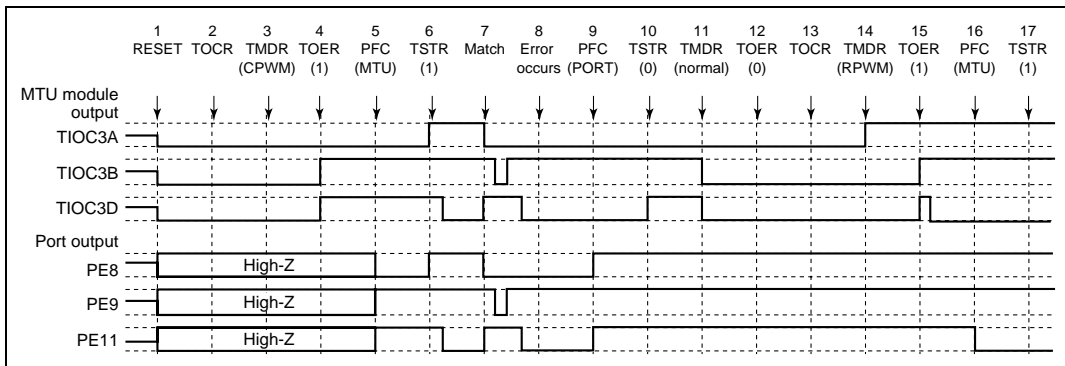 1 2 3 4 5 6 7 8 9 10 11 12 13 14 15 16 17
RESET TOCR TMDR TOER PFC TSTR Match Error PFC TSTR TMDR TOER TOCR TMDR TOER PFC TSTR
(CPWM) (1) (MTU) (1) occurs (PORT) (0) (normal) (0) (RPWM) (1) (MTU) (1)
MTU module
output
TIOC3A
TIOC3B
TIOC3D
Port output
PE8 High-Z
PE9 High-Z
PE11 High-Z